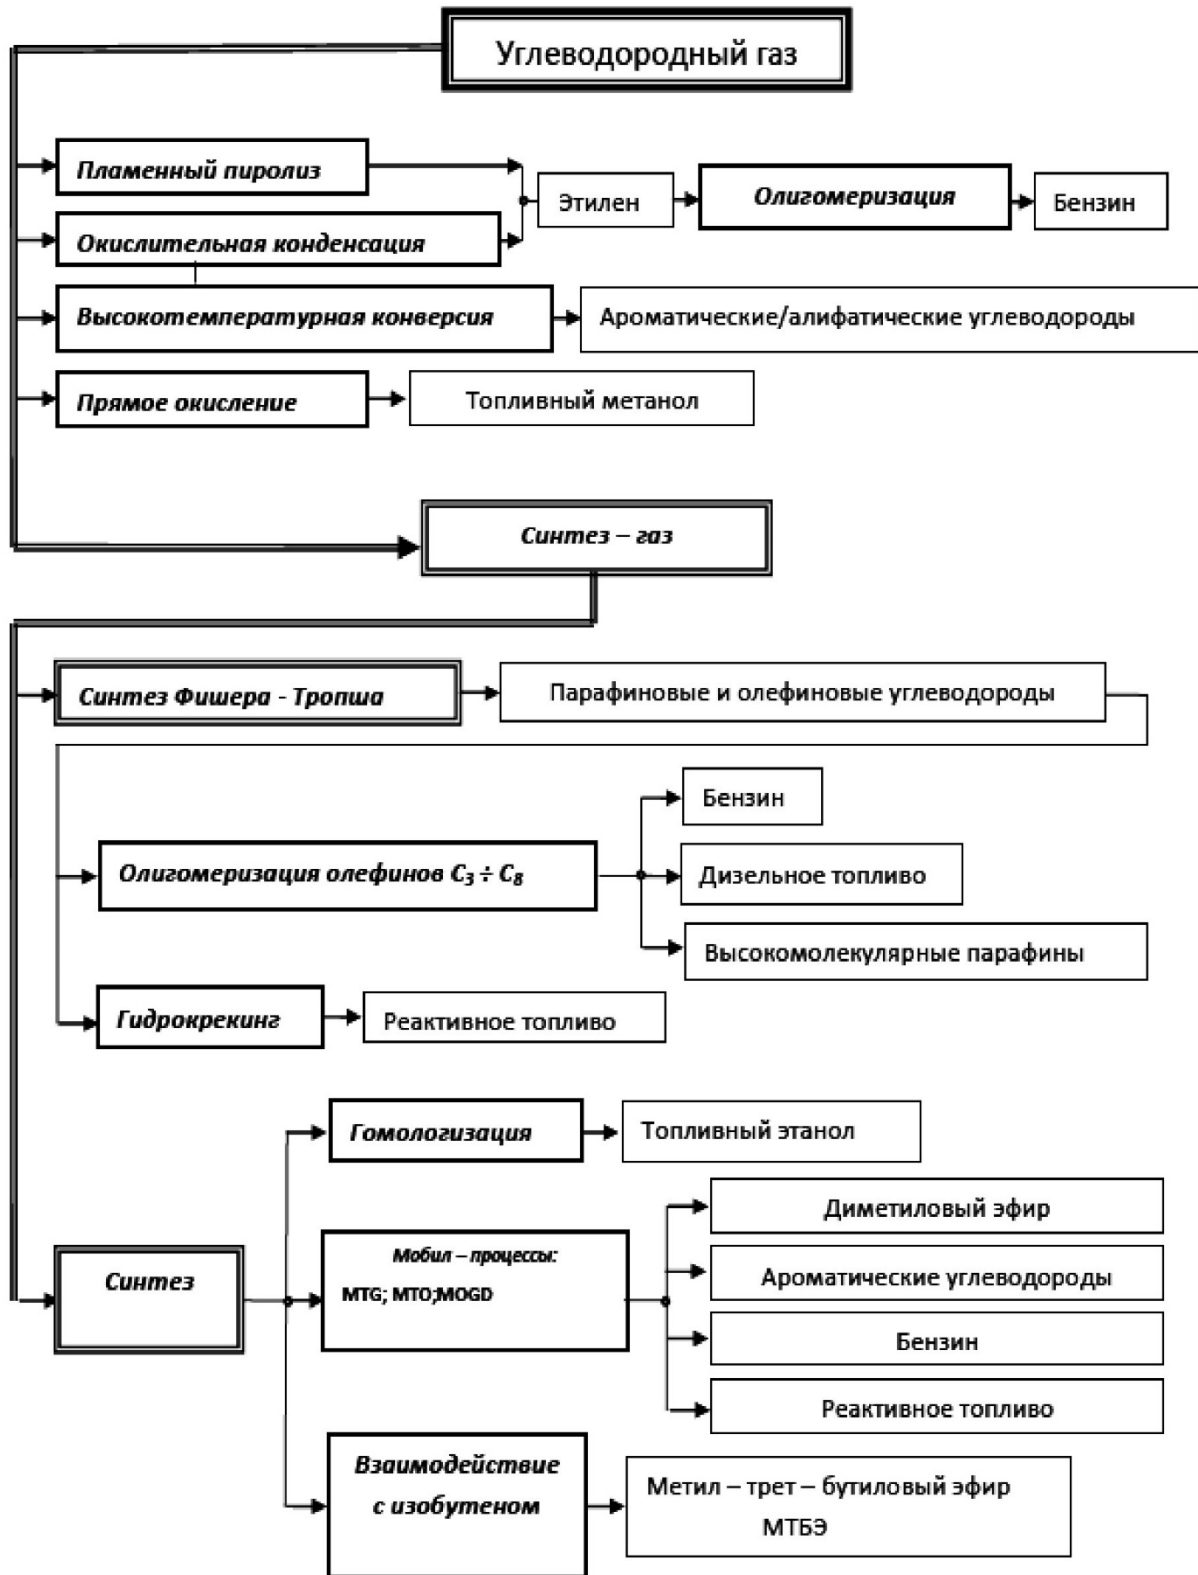 Углеводородный газ
Пламенный пиролиз
Этилен
Олигомеризация
Бензин
Окислительная конденсация
Высокотемпературная конверсия
Ароматические/алифатические углеводороды
Прямое окисление
Топливный метанол
Синтез – газ
Синтез Фишера - Тропша
Парафиновые и олефиновые углеводороды
Бензин
Олигомеризация олефинов C₃ ÷ C₈
Дизельное топливо
Высокомолекулярные парафины
Гидрокрекинг
Реактивное топливо
Гомологизация
Топливный этанол
Синтез
Мобил – процессы:
MTG; MTO;MOGD
Диметиловый эфир
Ароматические углеводороды
Бензин
Реактивное топливо
Взаимодействие
с изобутеном
Метил – трет – бутиловый эфир
МТБЭ